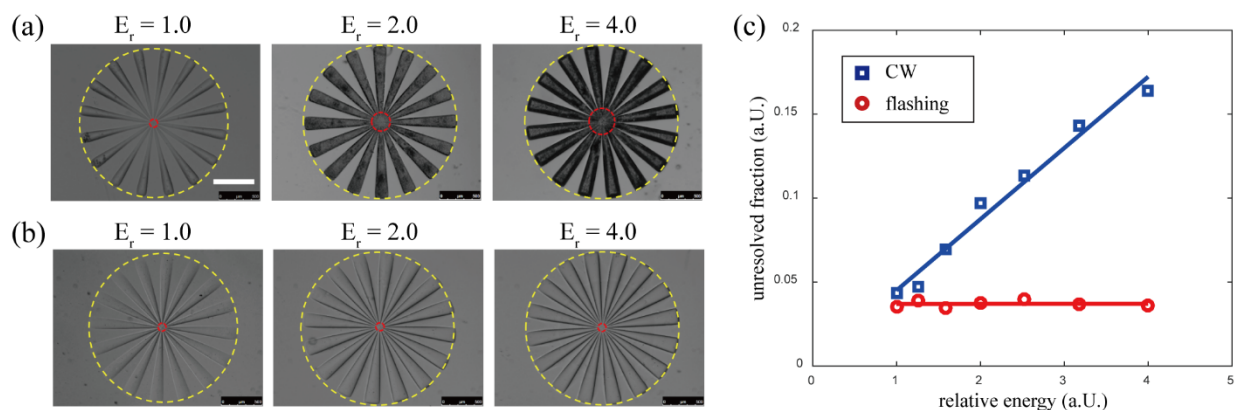 (a)
E_r = 1.0
E_r = 2.0
E_r = 4.0
(b)
E_r = 1.0
E_r = 2.0
E_r = 4.0
(c)
CW
flashing
unresolved fraction (a.U.)
0.2
0.15
0.1
0.05
0
0 1 2 3 4 5
relative energy (a.U.)